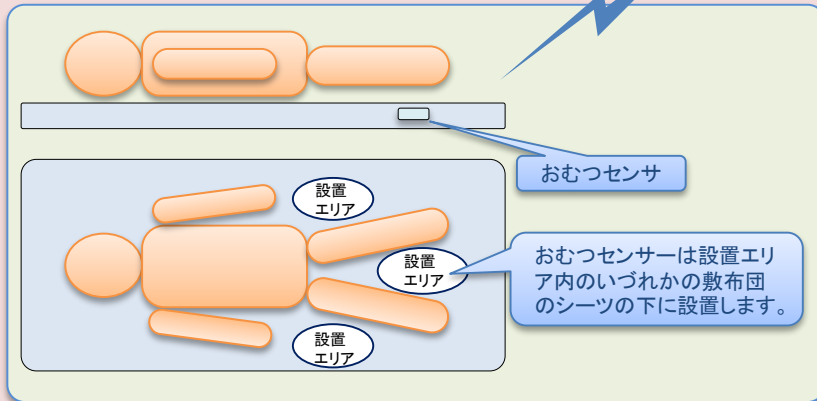 おむつセンサ
設置
エリア
設置
エリア
おむつセンサーは設置エリ
ア内のいづれかの敷布団
のシーツの下に設置します。
設置
エリア